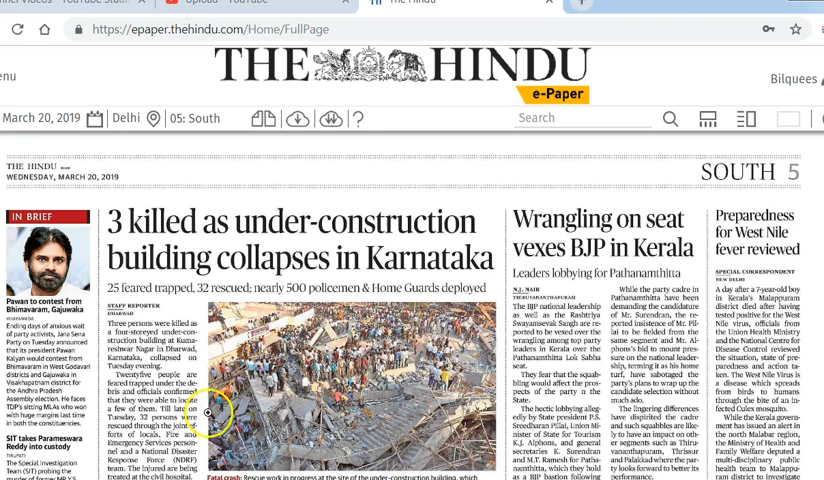 Upload - YouTube
The Hindu
https://epaper.thehindu.com/Home/FullPage
THE HINDU
e-Paper
enu
Bilquees
March 20, 2019
Delhi
05: South
Search
THE HINDU
WEDNESDAY, MARCH 20, 2019
SOUTH 5
IN BRIEF
Pawan to contest from
Bhimavaram, Gajuwaka
Ending days of anxious wait
of party activists, Jana Sena
Party on Tuesday announced
that its president Pawan
Kalyan would contest from
Bhimavaram in West Godavari
district and Gajuwaka in
Visakhapatnam district for
the Andhra Pradesh
Assembly election. He faces
TDP's sitting MLAs who won
with huge margins last time
in both the constituencies.
SIT takes Parameswara
Reddy into custody
TIRUPATI
The Special Investigation
Team (SIT) probing the
murder of former MP Y.S.
3 killed as under-construction
building collapses in Karnataka
25 feared trapped, 32 rescued; nearly 500 policemen & Home Guards deployed
STAFF REPORTER
DHARWAD
Three persons were killed as
a four-storeyed under-con-
struction building at Kuma-
reshwar Nagar in Dharwad,
Karnataka, collapsed on
Tuesday evening.
Twentyfive people are
feared trapped under the de-
bris and officials confirmed
that they were able to locate
a few of them. Till late on
Tuesday, 32 persons were
rescued through the joint ef-
forts of locals, Fire and
Emergency Services person-
nel and a National Disaster
Response Force (NDRF)
team. The injured are being
treated at the civil hospital.
Fatal crash: Rescue work in progress at the site of the under-construction building, which
Wrangling on seat
vexes BJP in Kerala
Leaders lobbying for Pathanamthitta
N.J. NAIR
THIRUVANANTHAPURAM
The BJP national leadership
as well as the Rashtriya
Swayamsevak Sangh are re-
ported to be vexed over the
wrangling among top party
leaders in Kerala over the
Pathanamthitta Lok Sabha
seat.
They fear that the squab-
bling would affect the pros-
pects of the party n the
State.
The hectic lobbying alleg-
edly by State president P.S.
Sreedharan Pillai, Union Mi-
nister of State for Tourism
K.J. Alphons, and general
secretaries K. Surendran
and M.T. Ramesh for Patha-
namthitta, which they hold
as a BJP bastion following
While the party cadre in
Pathanamthitta have been
demanding the candidature
of Mr. Surendran, the re-
ported insistence of Mr. Pil-
lai to be fielded from the
same segment and Mr. Al-
phons's bid to mount pres-
sure on the national leader-
ship, terming it as his home
turf, have sabotaged the
party's plans to wrap up the
candidate selection without
much ado.
The lingering differences
have dispirited the cadre
and such squabbles are like-
ly to have an impact on oth-
er segments such as Thiru-
vananthapuram, Thrissur
and Palakkad where the par-
ty looks forward to better its
performance.
Preparedness
for West Nile
fever reviewed
SPECIAL CORRESPONDENT
NEW DELHI
A day after a 7-year-old boy
in Kerala's Malappuram
district died after having
tested positive for the West
Nile virus, officials from
the Union Health Ministry
and the National Centre for
Disease Control reviewed
the situation, state of pre-
paredness and action tak-
en. The West Nile Virus is
a disease which spreads
from birds to humans
through the bite of an in-
fected Culex mosquito.
While the Kerala govern-
ment has issued an alert in
the north Malabar region,
the Ministry of Health and
Family Welfare deputed a
multi-disciplinary public
health team to Malappu-
ram district to investigate